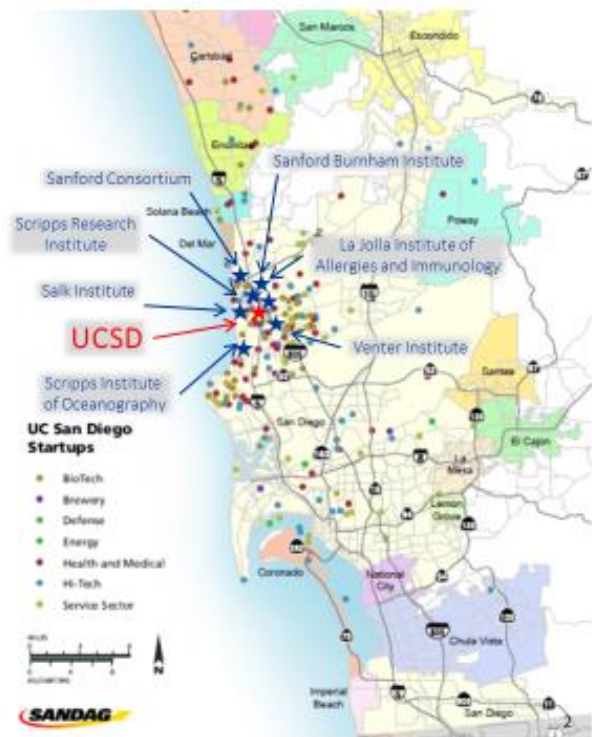 San Marcos
Escondido
Carlsbad
Encinitas
Sanford Consortium
Sanford Burnham Institute
Solana Beach
Poway
Scripps Research
Institute
Del Mar
La Jolla Institute of
Allergies and Immunology
Salk Institute
UCSD
Venter Institute
Santee
Scripps Institute
of Oceanography
San Diego
El Cajon
La
Mesa
Lemon
Grove
UC San Diego
Startups
BioTech
Brewery
Defense
Energy
Health and Medical
Hi-Tech
Service Sector
Coronado
National
City
Chula Vista
MILES
KILOMETERS
N
Imperial
Beach
San Diego
SANDAG
2